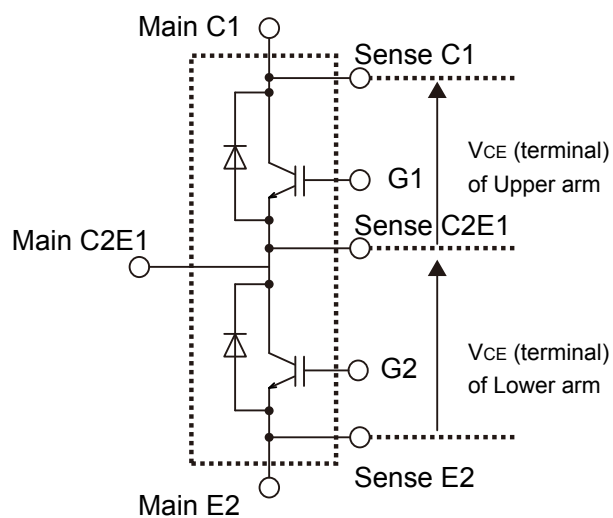 Main C1
Sense C1
VCE (terminal)
of Upper arm
G1
Sense C2E1
Main C2E1
VCE (terminal)
of Lower arm
G2
Sense E2
Main E2